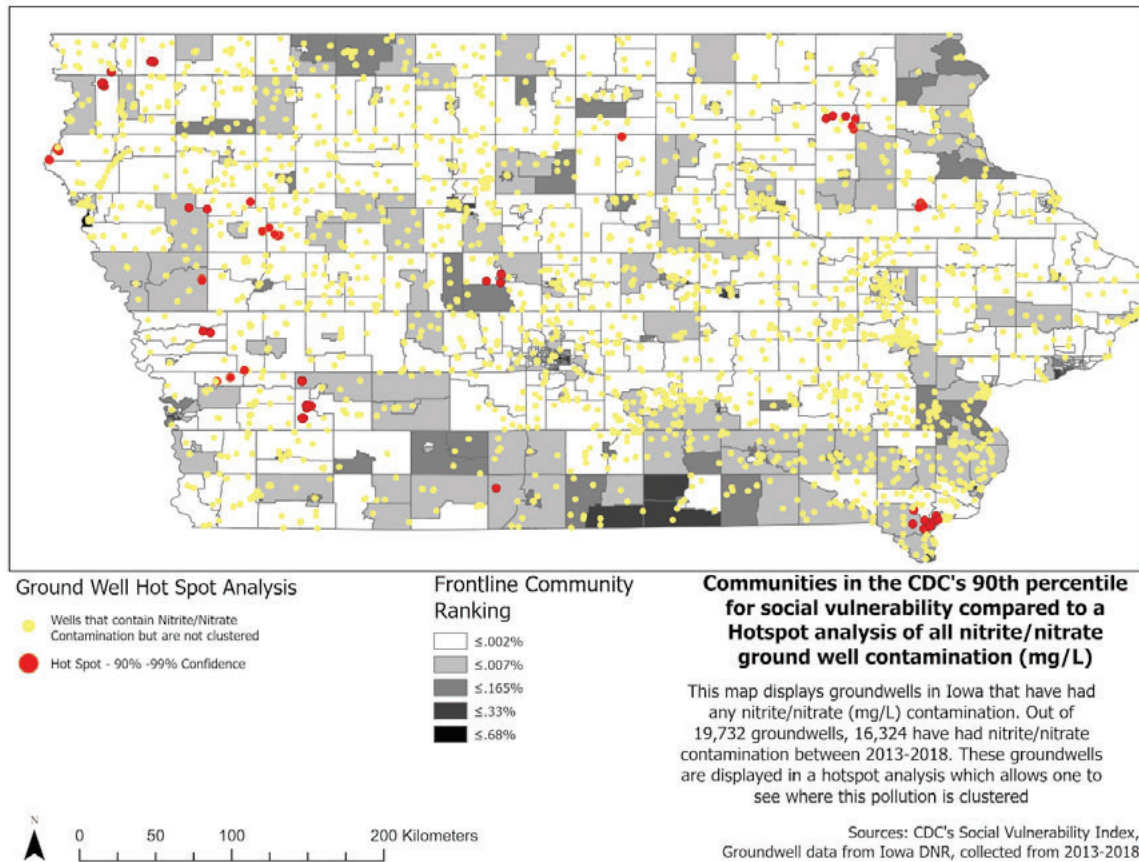 Ground Well Hot Spot Analysis
Wells that contain Nitrite/Nitrate
Contamination but are not clustered
Hot Spot - 90% -99% Confidence
Frontline Community
Ranking
≤.002%
≤.007%
≤.165%
≤.33%
≤.68%
Communities in the CDC's 90th percentile
for social vulnerability compared to a
Hotspot analysis of all nitrite/nitrate
ground well contamination (mg/L)
This map displays groundwells in Iowa that have had
any nitrite/nitrate (mg/L) contamination. Out of
19,732 groundwells, 16,324 have had nitrite/nitrate
contamination between 2013-2018. These groundwells
are displayed in a hotspot analysis which allows one to
see where this pollution is clustered
N
0 50 100 200 Kilometers
Sources: CDC's Social Vulnerability Index,
Groundwell data from Iowa DNR, collected from 2013-2018